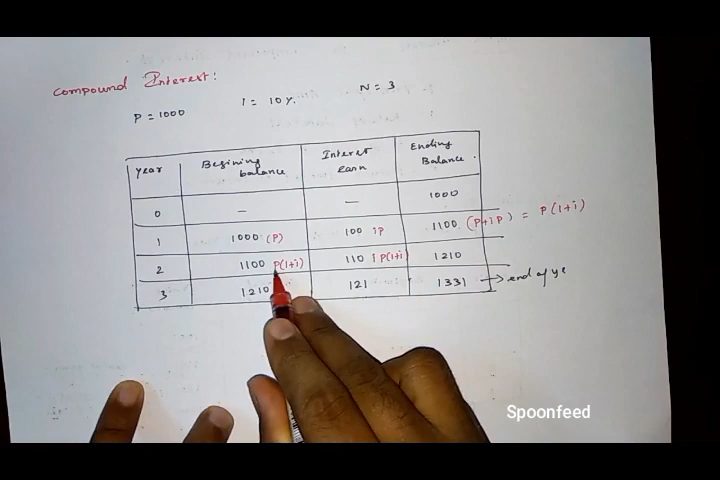 Compound Interest:
P = 1000 i = 10 %. N = 3
year Begining balance Interest earn Ending Balance.
0 — — 1000
1 1000 (P) 100 iP 1100 (P+iP) = P(1+i)
2 1100 P(1+i) 110 i P(1+i) 1210
3 1210 121 1331 → end of ye
Spoonfeed